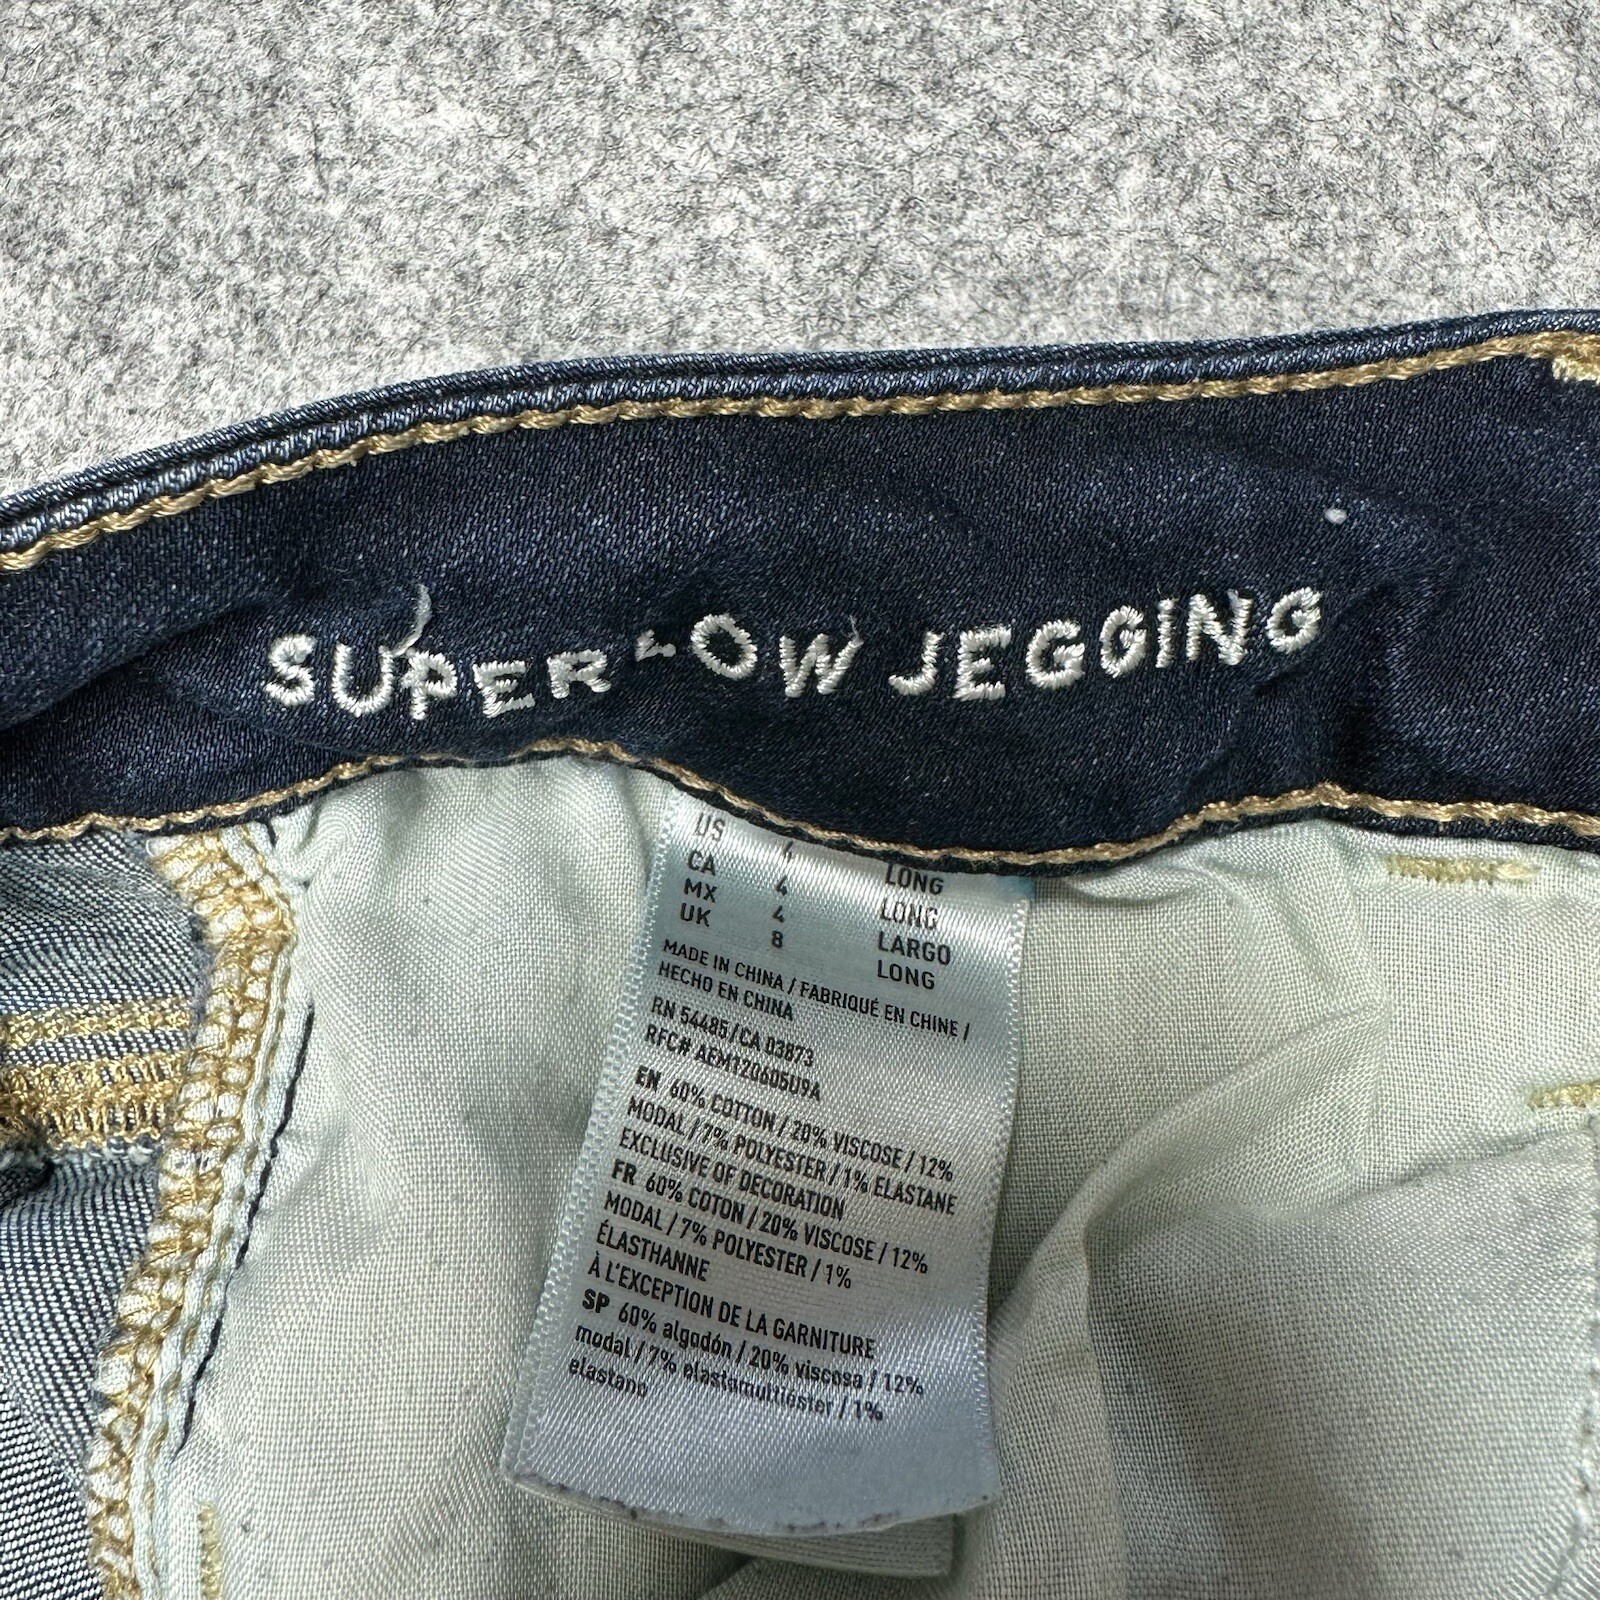 SUPER LOW JEGGING
US 4 LONG
CA 4 LONG
MX 4 LARGO
UK 8 LONG
MADE IN CHINA / FABRIQUÉ EN CHINE /
HECHO EN CHINA
RN 54485 / CA 03873
RFC# AEM120605U9A
EN 60% COTTON / 20% VISCOSE / 12%
MODAL / 7% POLYESTER / 1% ELASTANE
EXCLUSIVE OF DECORATION
FR 60% COTON / 20% VISCOSE / 12%
MODAL / 7% POLYESTER / 1%
ÉLASTHANNE
À L'EXCEPTION DE LA GARNITURE
SP 60% algodón / 20% viscosa / 12%
modal / 7% elastomultiéster / 1%
elastano